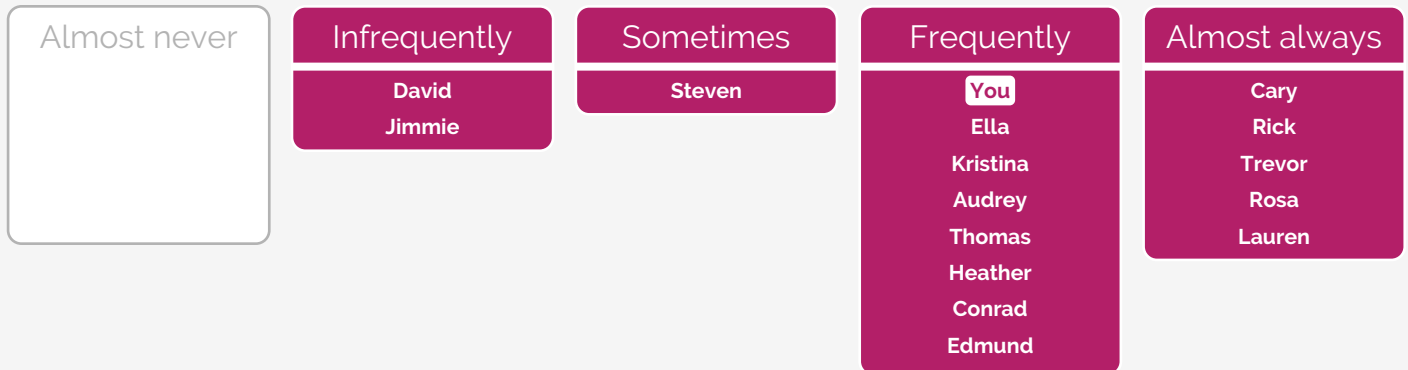 Almost never
Infrequently
David
Jimmie
Sometimes
Steven
Frequently
You
Ella
Kristina
Audrey
Thomas
Heather
Conrad
Edmund
Almost always
Cary
Rick
Trevor
Rosa
Lauren